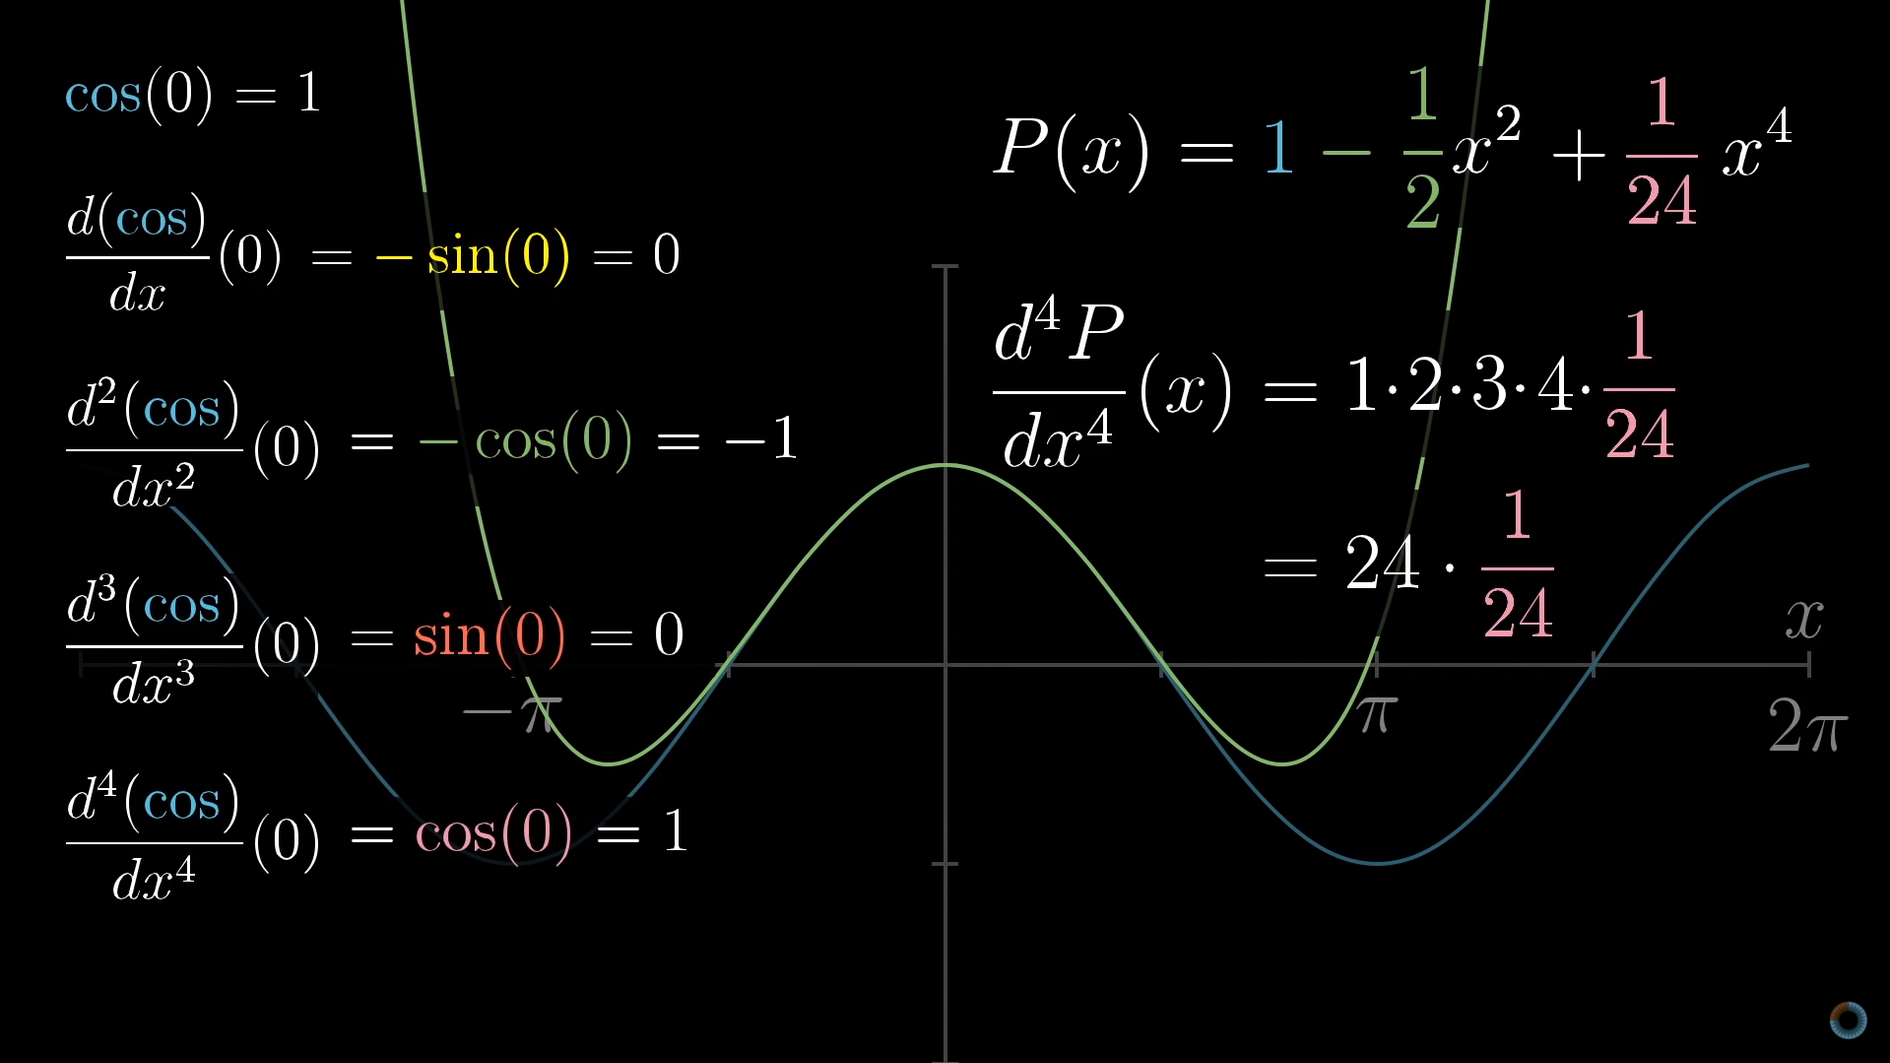 cos(0) = 1
d(cos)/dx (0) = − sin(0) = 0
d²(cos)/dx² (0) = − cos(0) = −1
d³(cos)/dx³ (0) = sin(0) = 0
d⁴(cos)/dx⁴ (0) = cos(0) = 1
P(x) = 1 − 1/2 x² + 1/24 x⁴
d⁴P/dx⁴ (x) = 1·2·3·4· 1/24
= 24 · 1/24
x
−π π 2π